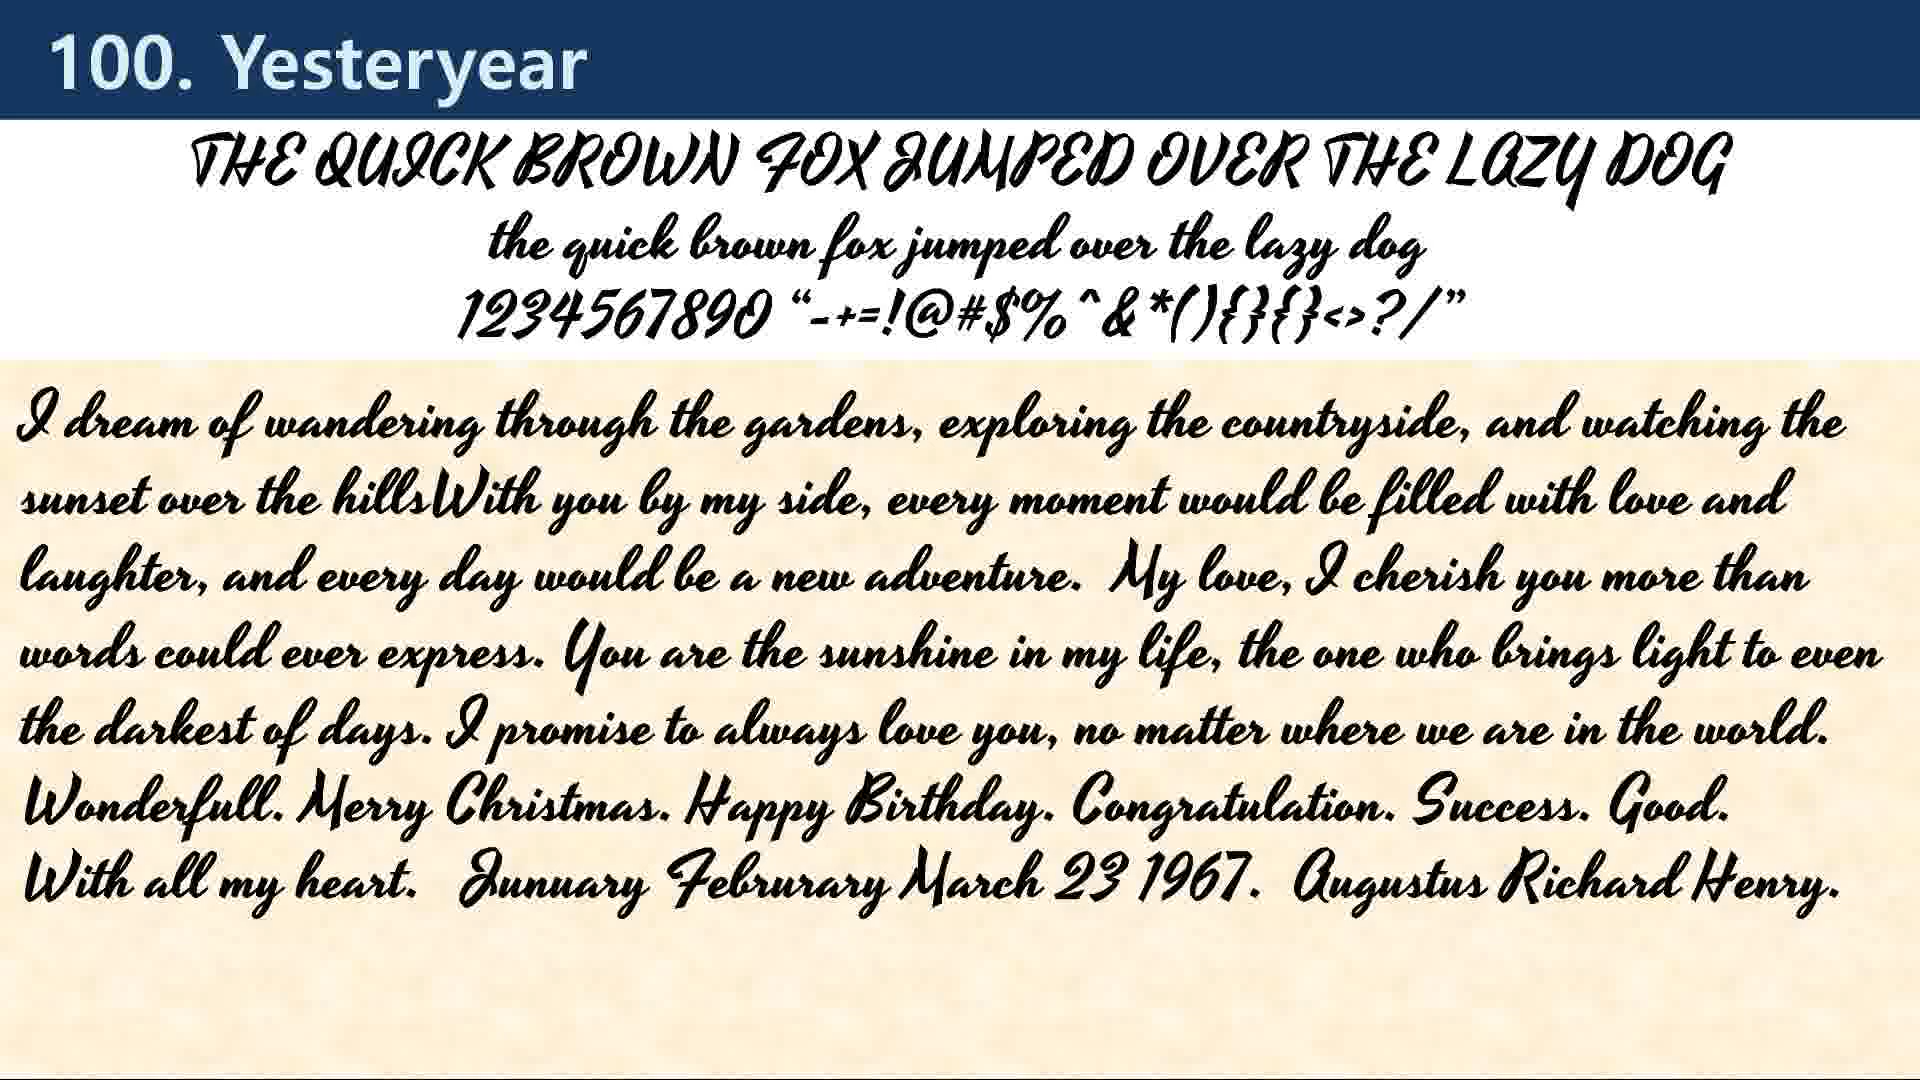 100. Yesteryear
THE QUICK BROWN FOX JUMPED OVER THE LAZY DOG
the quick brown fox jumped over the lazy dog
1234567890 “-+=!@#$%^&*(){}{}<>?/”
I dream of wandering through the gardens, exploring the countryside, and watching the
sunset over the hillsWith you by my side, every moment would be filled with love and
laughter, and every day would be a new adventure.  My love, I cherish you more than
words could ever express. You are the sunshine in my life, the one who brings light to even
the darkest of days. I promise to always love you, no matter where we are in the world.
Wonderfull. Merry Christmas. Happy Birthday. Congratulation. Success. Good.
With all my heart.   Junuary Februrary March 23 1967.  Augustus Richard Henry.